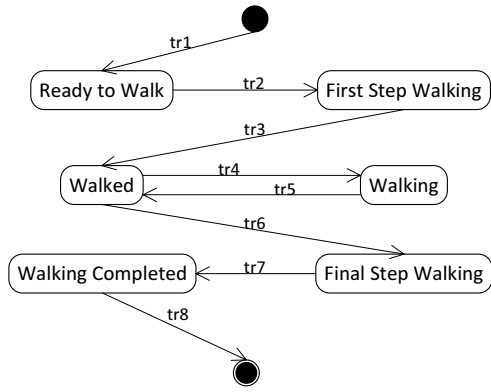 tr1
Ready to Walk
tr2
First Step Walking
tr3
Walked
tr4
tr5
Walking
tr6
Walking Completed
tr7
Final Step Walking
tr8